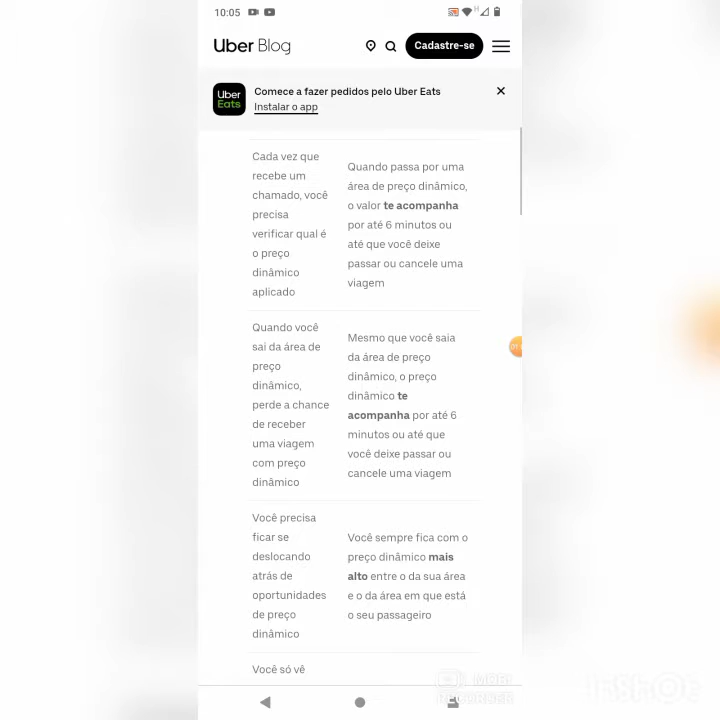 10:05
Uber Blog
Cadastre-se
Uber Eats
Comece a fazer pedidos pelo Uber Eats
Instalar o app
Cada vez que
recebe um
chamado, você
precisa
verificar qual é
o preço
dinâmico
aplicado
Quando passa por uma
área de preço dinâmico,
o valor te acompanha
por até 6 minutos ou
até que você deixe
passar ou cancele uma
viagem
Quando você
sai da área de
preço
dinâmico,
perde a chance
de receber
uma viagem
com preço
dinâmico
Mesmo que você saia
da área de preço
dinâmico, o preço
dinâmico te
acompanha por até 6
minutos ou até que
você deixe passar ou
cancele uma viagem
Você precisa
ficar se
deslocando
atrás de
oportunidades
de preço
dinâmico
Você sempre fica com o
preço dinâmico mais
alto entre o da sua área
e o da área em que está
o seu passageiro
Você só vê
MOBI
RECORDER